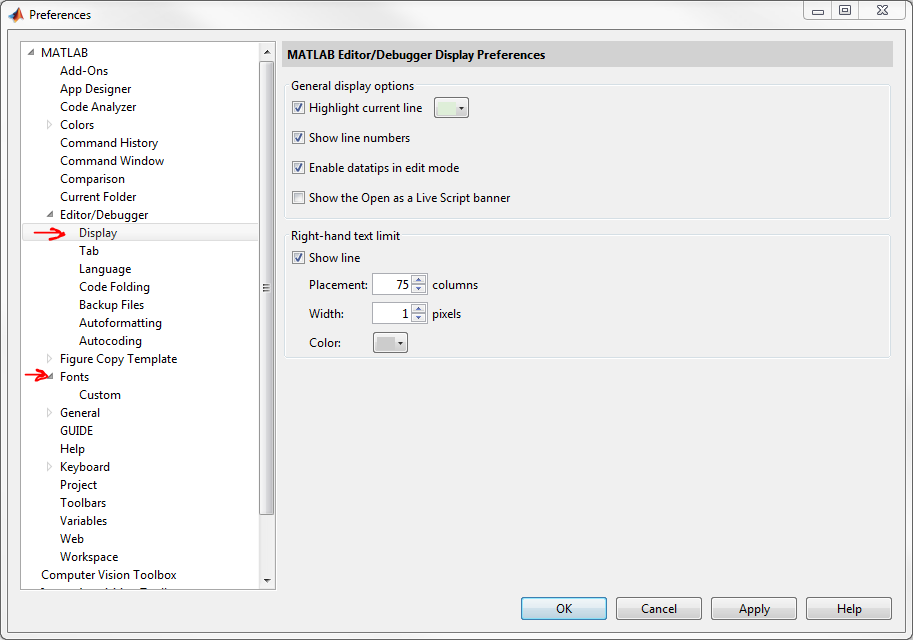 Preferences
MATLAB
Add-Ons
App Designer
Code Analyzer
Colors
Command History
Command Window
Comparison
Current Folder
Editor/Debugger
Display
Tab
Language
Code Folding
Backup Files
Autoformatting
Autocoding
Figure Copy Template
Fonts
Custom
General
GUIDE
Help
Keyboard
Project
Toolbars
Variables
Web
Workspace
Computer Vision Toolbox
MATLAB Editor/Debugger Display Preferences
General display options
Highlight current line
Show line numbers
Enable datatips in edit mode
Show the Open as a Live Script banner
Right-hand text limit
Show line
Placement: 75 columns
Width: 1 pixels
Color:
OK Cancel Apply Help